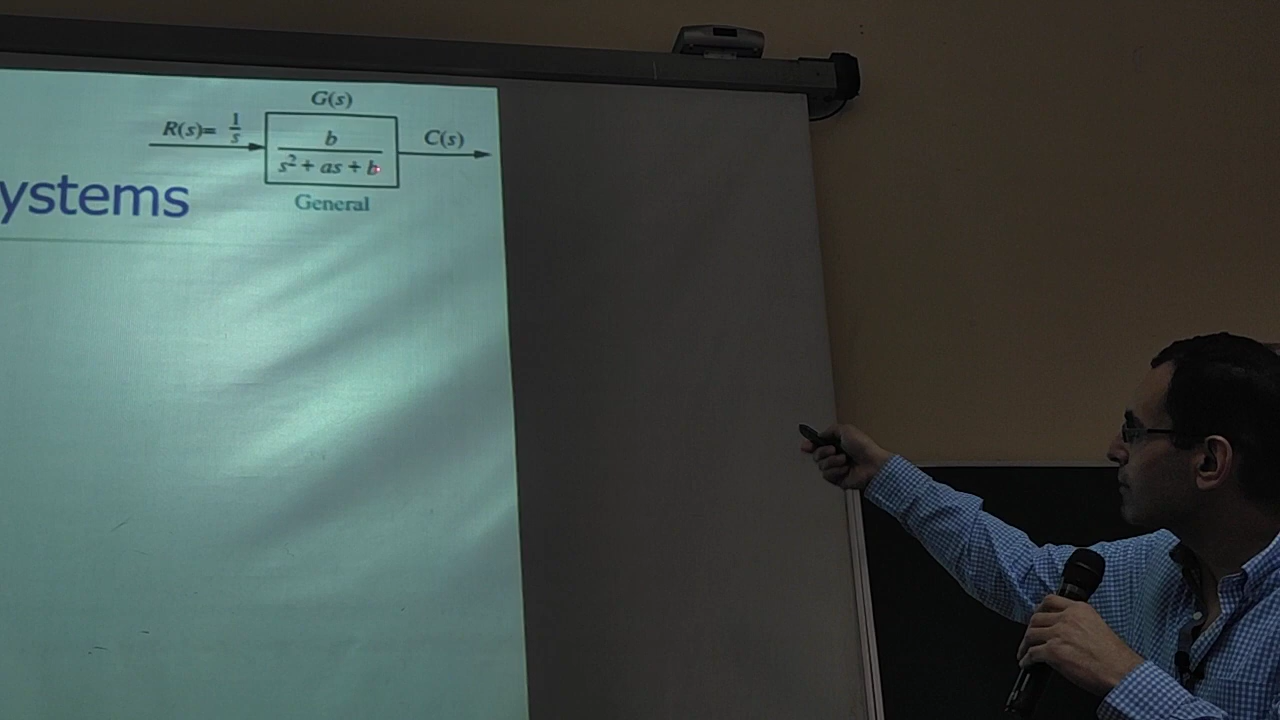 G(s)
R(s)= 1/s
b
C(s)
s² + as + b
ystems
General